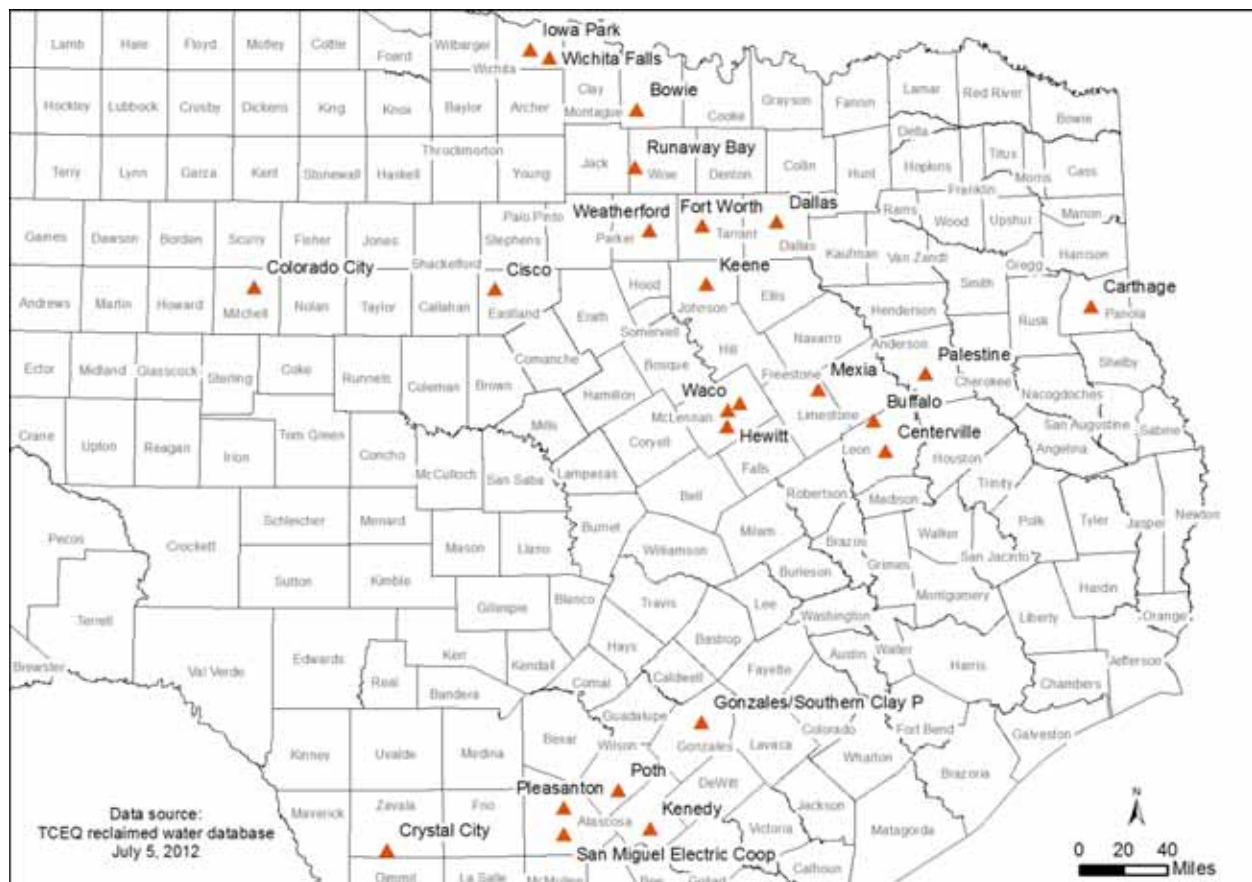 Iowa Park
Lamb Hale Floyd Motley Cottle Foard Wilbarger Wichita Wichita Falls
Clay Bowie Grayson Fannin Lamar Red River
Hockley Lubbock Crosby Dickens King Knox Baylor Archer Montague Cooke Bowie
Delta
Throckmorton Runaway Bay Titus
Terry Lynn Garza Kent Stonewall Haskell Young Jack Wise Denton Collin Hunt Hopkins Franklin Morris Cass
Palo Pinto Weatherford Fort Worth Dallas Rains Wood Upshur Marion
Gaines Dawson Borden Scurry Fisher Jones Stephens Parker Tarrant Dallas Kaufman Van Zandt Harrison
Shackelford Gregg
Colorado City Cisco Keene Smith
Hood Ellis Carthage
Andrews Martin Howard Mitchell Nolan Taylor Callahan Eastland Erath Johnson Henderson Rusk Panola
Somervell Navarro Anderson
Comanche Bosque Hill Palestine Shelby
Ector Midland Glasscock Sterling Coke Runnels Coleman Brown Hamilton Freestone Mexia Cherokee
Nacogdoches
Waco Buffalo
McLennan Limestone San Augustine
Crane Upton Reagan Tom Green Mills Coryell Hewitt Centerville Sabine
Irion Concho Leon Houston Angelina
McCulloch San Saba Lampasas Falls Trinity
Bell Robertson Madison
Schleicher Menard Burnet Milam Walker Polk Tyler Jasper Newton
Pecos Crockett Mason Llano Williamson San Jacinto
Sutton Kimble Burleson Grimes Hardin
Gillespie Blanco Travis Lee Washington Montgomery Liberty
Terrell Bastrop Orange
Brewster Val Verde Edwards Kerr Kendall Hays Fayette Austin Waller Harris Jefferson
Real Bandera Comal Caldwell Chambers
Gonzales/Southern Clay P
Guadalupe Colorado Fort Bend Galveston
Kinney Uvalde Medina Bexar Wilson Gonzales Lavaca Wharton
Poth DeWitt Brazoria
Pleasanton
Maverick Zavala Frio Atascosa Kenedy Jackson
Data source:
TCEQ reclaimed water database
July 5, 2012
Crystal City
Victoria Matagorda
San Miguel Electric Coop
Dimmit La Salle McMullen Bee Goliad Calhoun
N
0 20 40 Miles